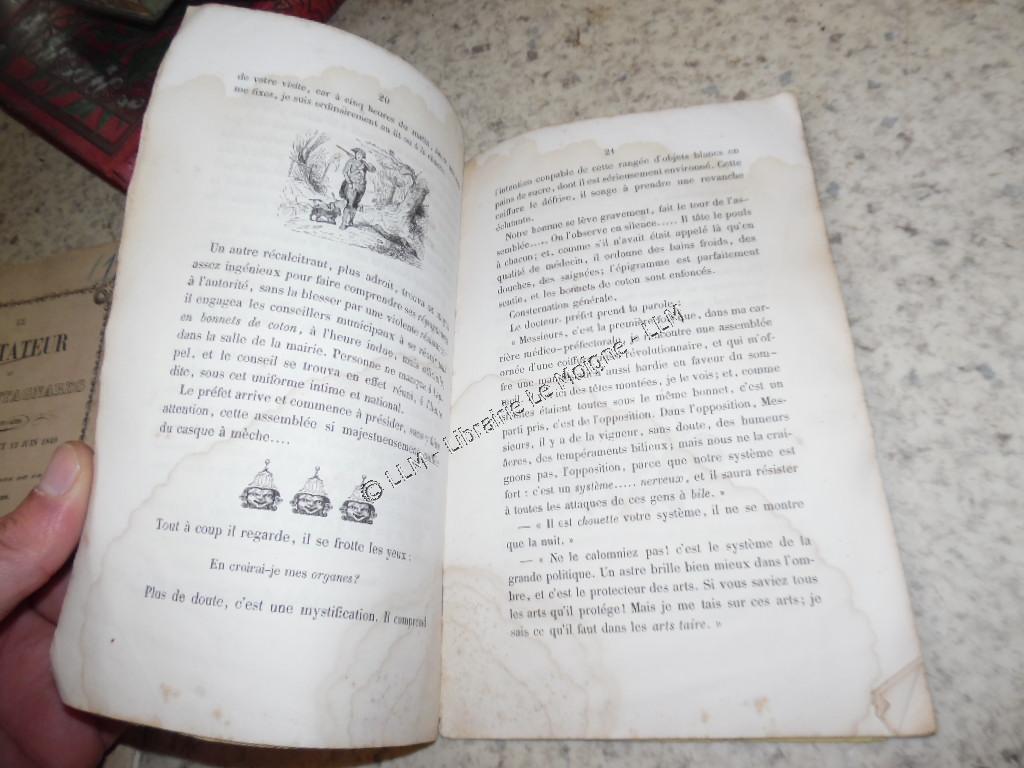 20
de votre visite, car à cinq heures du matin,
me fixes, je suis ordinairement au lit ou à la
Un autre récalcitrant, plus adroit, trouva
assez ingénieux pour faire comprendre ses
à l'autorité, sans la blesser par une violente
il engagea les conseillers municipaux à se
en bonnets de coton, à l'heure indue,
dans la salle de la mairie. Personne ne manque à
pel, et le conseil se trouva en effet réuni, à l'heure
dite, sous cet uniforme intime et national.
Le préfet arrive et commence à présider, sans
attention, cette assemblée si majestueusement
du casque à mèche....
Tout à coup il regarde, il se frotte les yeux:
En croirai-je mes organes?
Plus de doute, c'est une mystification. Il comprend
21
l'intention coupable de cette rangée d'objets blancs en
pains de sucre, dont il est sérieusement environné. Cette
coiffure le défrise, il songe à prendre une revanche
éclatante.
Notre homme se lève gravement, fait le tour de l'as-
semblée..... On l'observe en silence..... Il tâte le pouls
à chacun; et, comme s'il n'avait était appelé là qu'en
qualité de médecin, il ordonne des bains froids, des
douches, des saignées; l'épigramme est parfaitement
sentie, et les bonnets de coton sont enfoncés.
Consternation générale.
Le docteur-préfet prend la parole:
« Messieurs, c'est la première fois que, dans ma car-
rière médico-préfectorale, je rencontre une assemblée
ornée d'une coiffure révolutionnaire, et qui m'of-
fre une aussi hardie en faveur du som-
ici des têtes montées, je le vois; et, comme
étaient toutes sous le même bonnet, c'est un
parti pris, c'est de l'opposition. Dans l'opposition, Mes-
sieurs, il y a de la vigueur, sans doute, des humeurs
âcres, des tempéraments bilieux; mais nous ne la crai-
gnons pas, l'opposition, parce que notre système est
fort: c'est un système..... nerveux, et il saura résister
à toutes les attaques de ces gens à bile. »
— « Il est chouette votre système, il ne se montre
que la nuit. »
— « Ne le calomniez pas! c'est le système de la
grande politique. Un astre brille bien mieux dans l'om-
bre, et c'est le protecteur des arts. Si vous saviez tous
les arts qu'il protége! Mais je me tais sur ces arts; je
sais ce qu'il faut dans les arts taire. »
LE
TATEUR
TAGNARDS
13 JUIN 1849
© LLM - Librairie Le Moigne - LLM